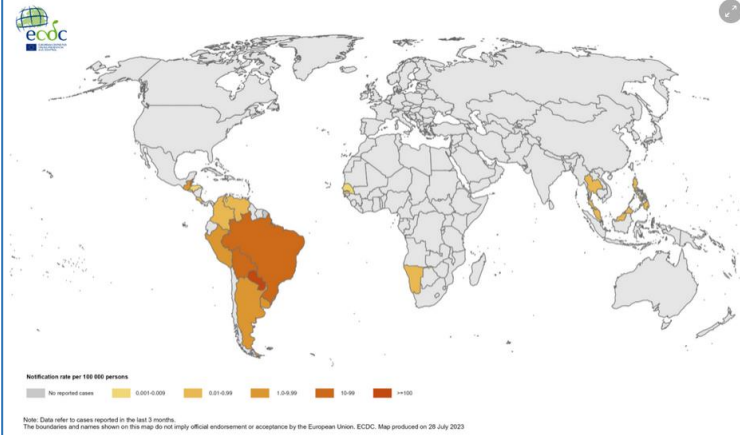 ecdc
Notification rate per 100 000 persons
No reported cases
0.001-0.009
0.01-0.99
1.0-9.99
10-99
>=100
Note: Data refer to cases reported in the last 3 months.
The boundaries and names shown on this map do not imply official endorsement or acceptance by the European Union. ECDC. Map produced on 28 July 2023